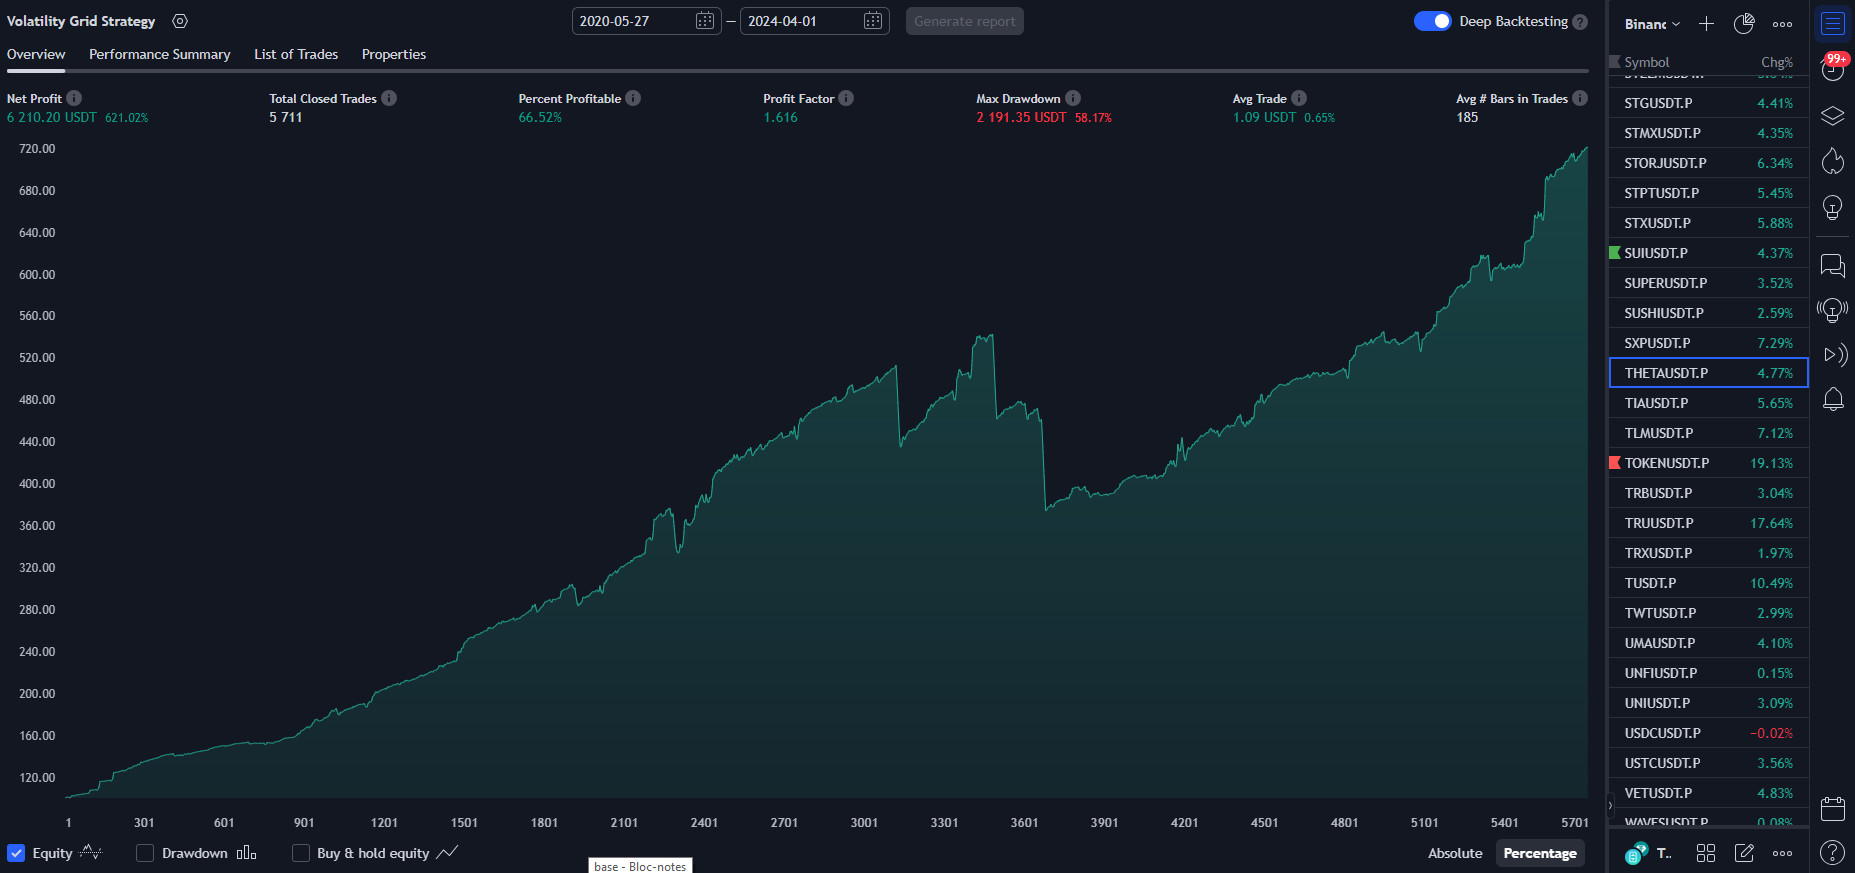 Volatility Grid Strategy
2020-05-27 — 2024-04-01
Generate report
Deep Backtesting ?
Overview Performance Summary List of Trades Properties
Net Profit
6 210.20 USDT 621.02%
Total Closed Trades
5 711
Percent Profitable
66.52%
Profit Factor
1.616
Max Drawdown
2 191.35 USDT 58.17%
Avg Trade
1.09 USDT 0.65%
Avg # Bars in Trades
185
720.00
680.00
640.00
600.00
560.00
520.00
480.00
440.00
400.00
360.00
320.00
280.00
240.00
200.00
160.00
120.00
1 301 601 901 1201 1501 1801 2101 2401 2701 3001 3301 3601 3901 4201 4501 4801 5101 5401 5701
Equity Drawdown Buy & hold equity
Absolute Percentage
base - Bloc-notes
Binanc
99+
Symbol Chg%
STGUSDT.P 4.41%
STMXUSDT.P 4.35%
STORJUSDT.P 6.34%
STPTUSDT.P 5.45%
STXUSDT.P 5.88%
SUIUSDT.P 4.37%
SUPERUSDT.P 3.52%
SUSHIUSDT.P 2.59%
SXPUSDT.P 7.29%
THETAUSDT.P 4.77%
TIAUSDT.P 5.65%
TLMUSDT.P 7.12%
TOKENUSDT.P 19.13%
TRBUSDT.P 3.04%
TRUUSDT.P 17.64%
TRXUSDT.P 1.97%
TUSDT.P 10.49%
TWTUSDT.P 2.99%
UMAUSDT.P 4.10%
UNFIUSDT.P 0.15%
UNIUSDT.P 3.09%
USDCUSDT.P −0.02%
USTCUSDT.P 3.56%
VETUSDT.P 4.83%
WAVESUSDT.P 0.08%
T..